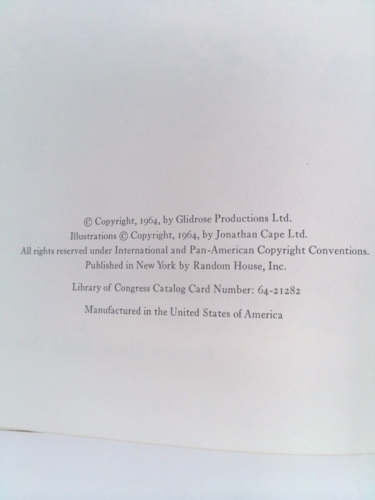 © Copyright, 1964, by Glidrose Productions Ltd.
Illustrations © Copyright, 1964, by Jonathan Cape Ltd.
All rights reserved under International and Pan-American Copyright Conventions.
Published in New York by Random House, Inc.
Library of Congress Catalog Card Number: 64-21282
Manufactured in the United States of America